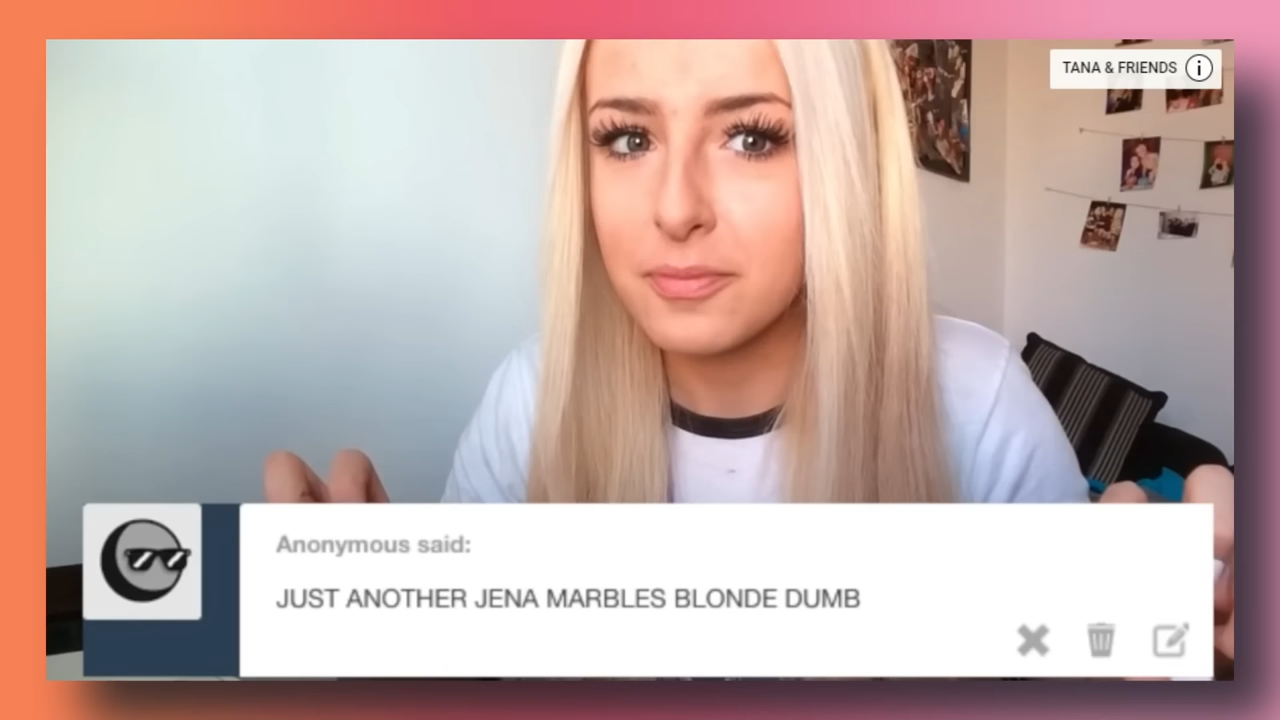 TANA & FRIENDS
Anonymous said:
JUST ANOTHER JENA MARBLES BLONDE DUMB